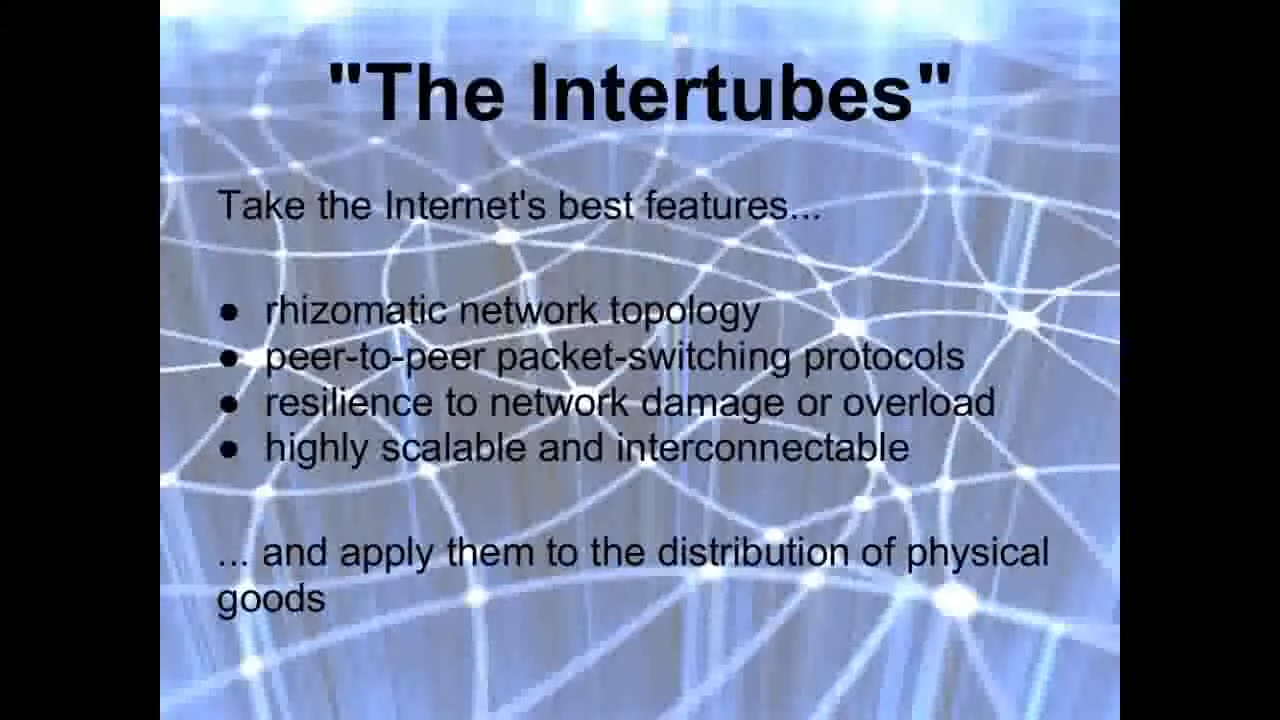 "The Intertubes"
Take the Internet's best features...
● rhizomatic network topology
● peer-to-peer packet-switching protocols
● resilience to network damage or overload
● highly scalable and interconnectable
... and apply them to the distribution of physical
goods